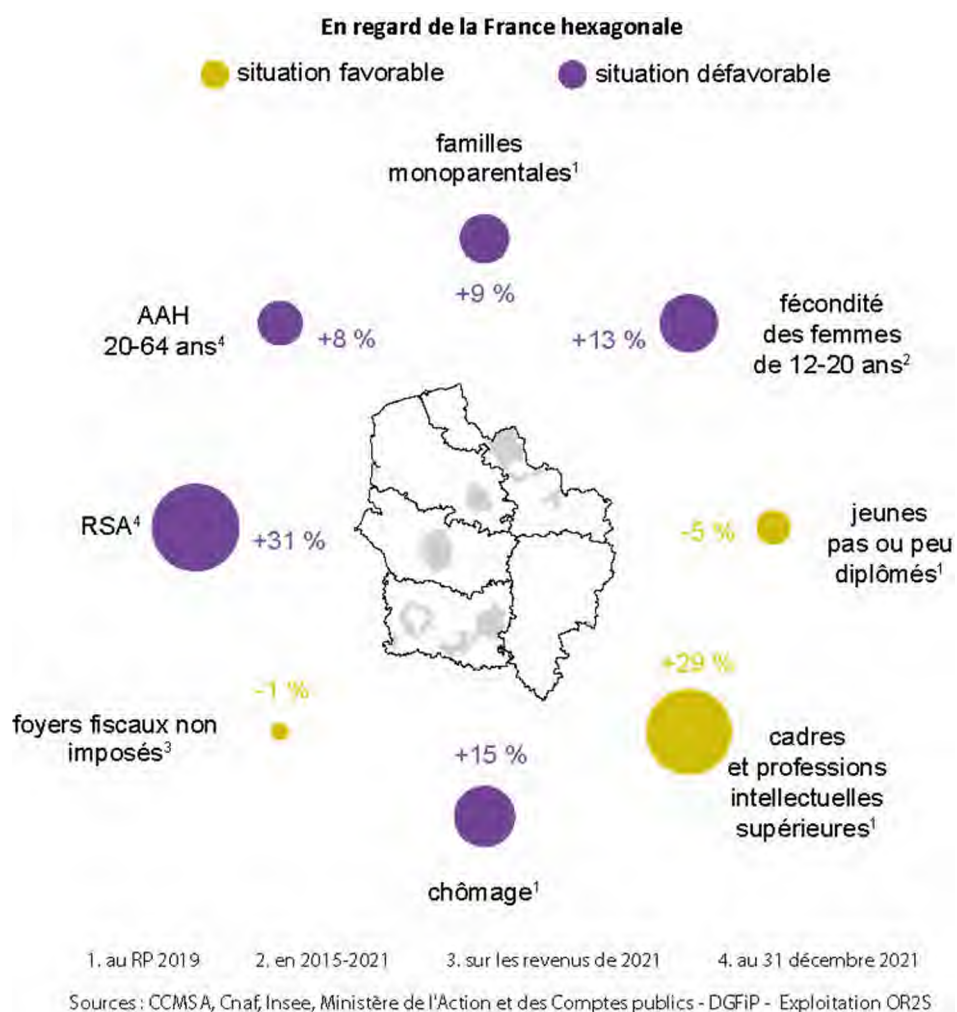 En regard de la France hexagonale
situation favorable
situation défavorable
familles
monoparentales¹
+9 %
AAH
20-64 ans⁴
+8 %
+13 %
fécondité
des femmes
de 12-20 ans²
RSA⁴
+31 %
-5 %
jeunes
pas ou peu
diplômés¹
-1 %
foyers fiscaux non
imposés³
+29 %
cadres
et professions
intellectuelles
supérieures¹
+15 %
chômage¹
1. au RP 2019 2. en 2015-2021 3. sur les revenus de 2021 4. au 31 décembre 2021
Sources : CCMSA, Cnaf, Insee, Ministère de l'Action et des Comptes publics - DGFiP - Exploitation OR2S